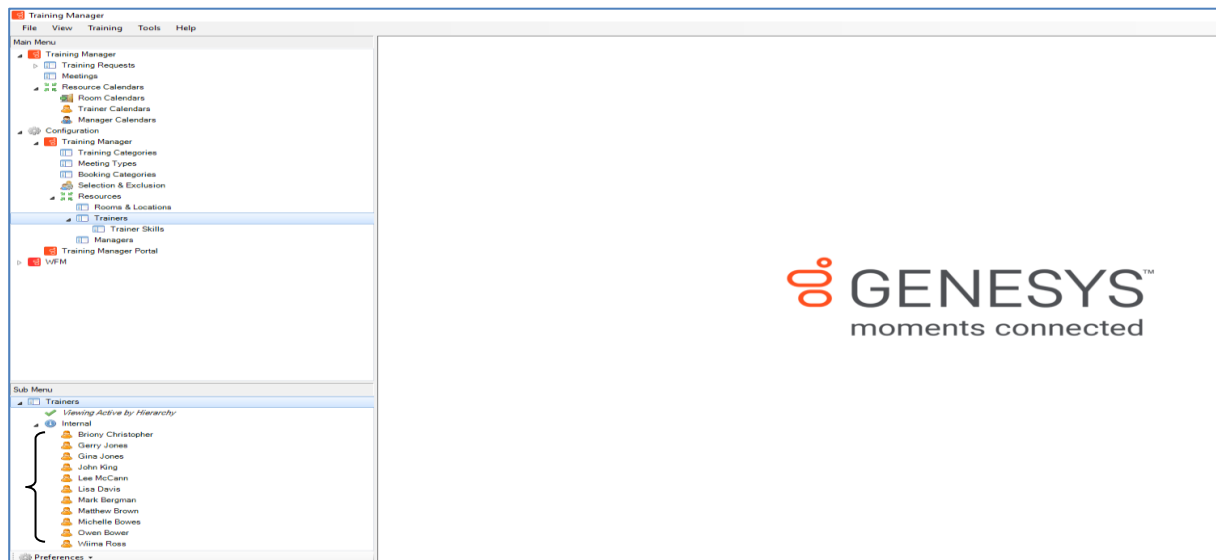 Training Manager
File View Training Tools Help
Main Menu
Training Manager
Training Requests
Meetings
Resource Calendars
Room Calendars
Trainer Calendars
Manager Calendars
Configuration
Training Manager
Training Categories
Meeting Types
Booking Categories
Selection & Exclusion
Resources
Rooms & Locations
Trainers
Trainer Skills
Managers
Training Manager Portal
WFM
GENESYS™
moments connected
Sub Menu
Trainers
Viewing Active by Hierarchy
Internal
Briony Christopher
Gerry Jones
Gina Jones
John King
Lee McCann
Lisa Davis
Mark Bergman
Matthew Brown
Michelle Bowes
Owen Bower
Wilma Ross
Preferences